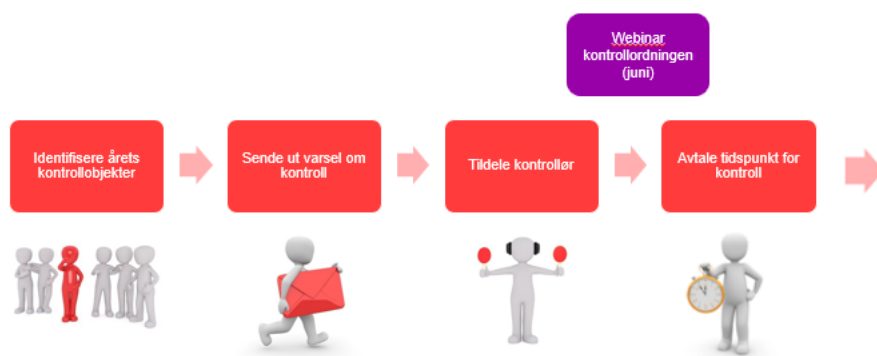 Webinar
kontrollordningen
(juni)
Identifisere årets
kontrollobjekter
Sende ut varsel om
kontroll
Tildele kontrollør
Avtale tidspunkt for
kontroll